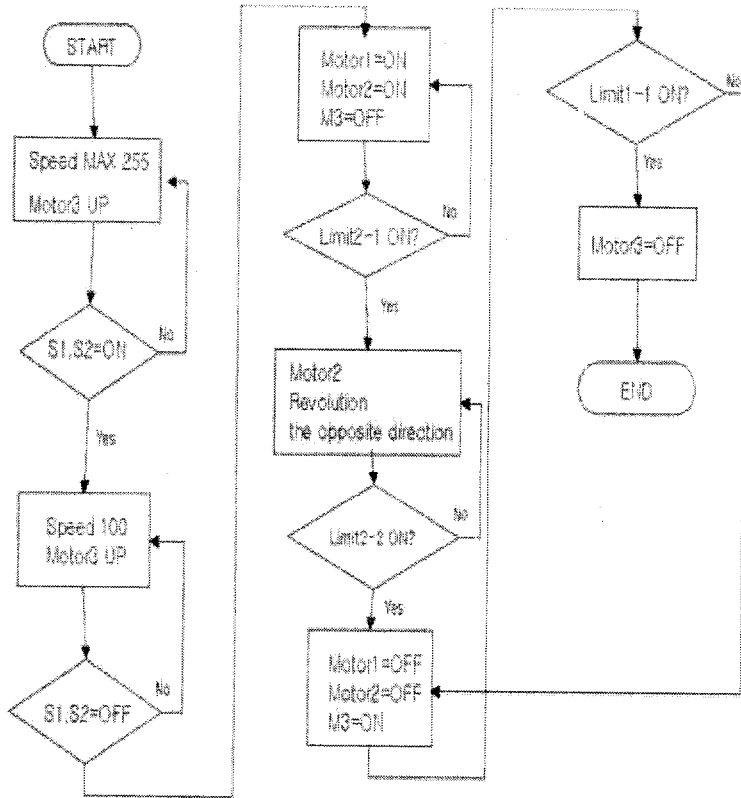 START
Speed MAX 255
Motor3 UP
S1,S2=ON
No
Yes
Speed 100
Motor3 UP
S1,S2=OFF
No
Motor1=ON
Motor2=ON
M3=OFF
Limit2-1 ON?
No
Yes
Motor2
Revolution
the opposite direction
Limit2-2 ON?
No
Yes
Motor1=OFF
Motor2=OFF
M3=ON
Limit1-1 ON?
No
Yes
Motor3=OFF
END